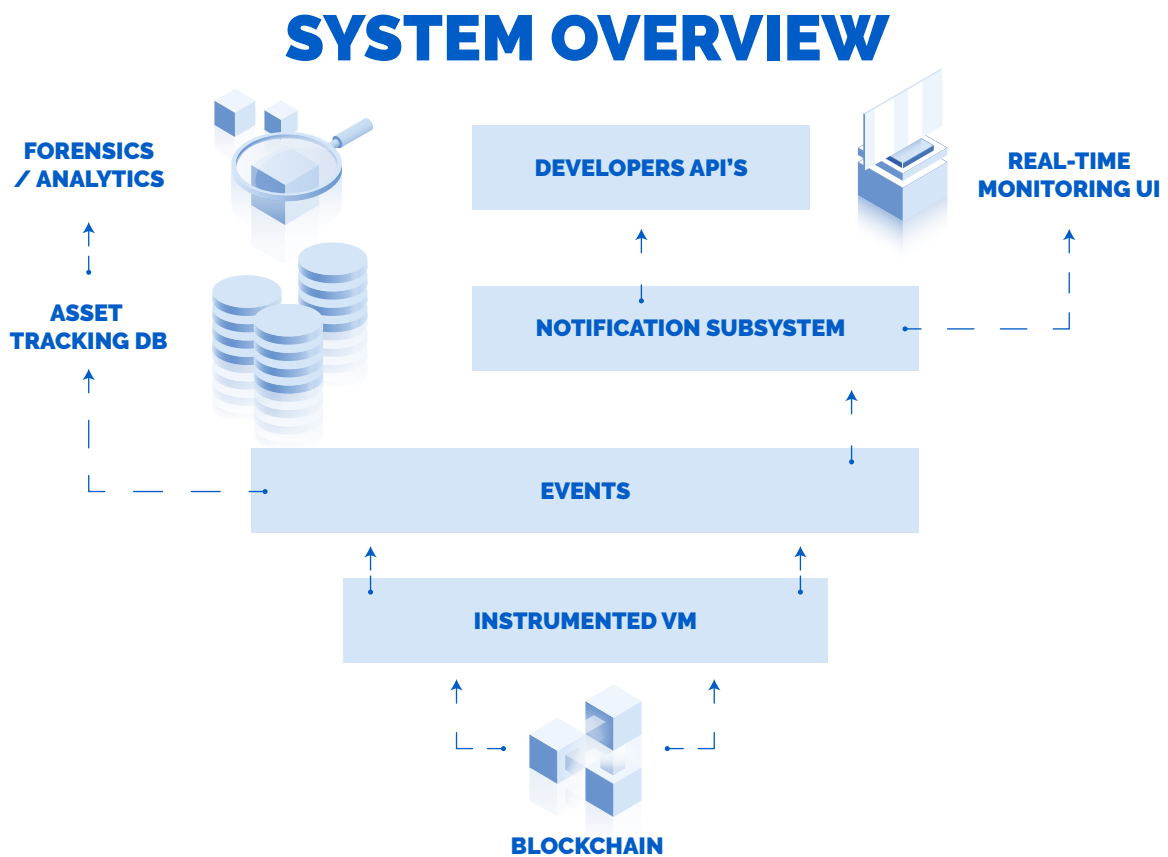 SYSTEM OVERVIEW
FORENSICS
/ ANALYTICS
DEVELOPERS API'S
REAL-TIME
MONITORING UI
ASSET
TRACKING DB
NOTIFICATION SUBSYSTEM
EVENTS
INSTRUMENTED VM
BLOCKCHAIN